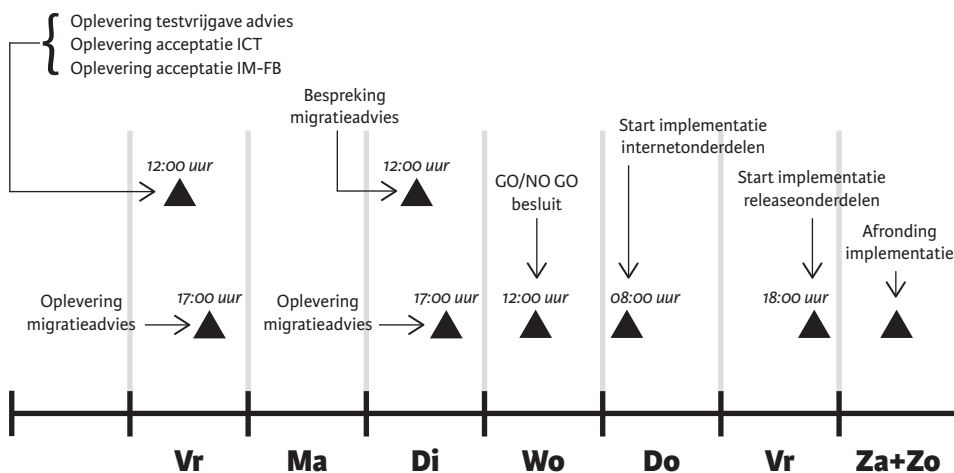 Oplevering testvrijgave advies
Oplevering acceptatie ICT
Oplevering acceptatie IM-FB
Bespreking
migratieadvies
Start implementatie
internetonderdelen
12:00 uur
12:00 uur
GO/NO GO
besluit
Start implementatie
releaseonderdelen
Afronding
implementatie
Oplevering
migratieadvies
17:00 uur
Oplevering
migratieadvies
17:00 uur
12:00 uur
08:00 uur
18:00 uur
Vr
Ma
Di
Wo
Do
Vr
Za+Zo